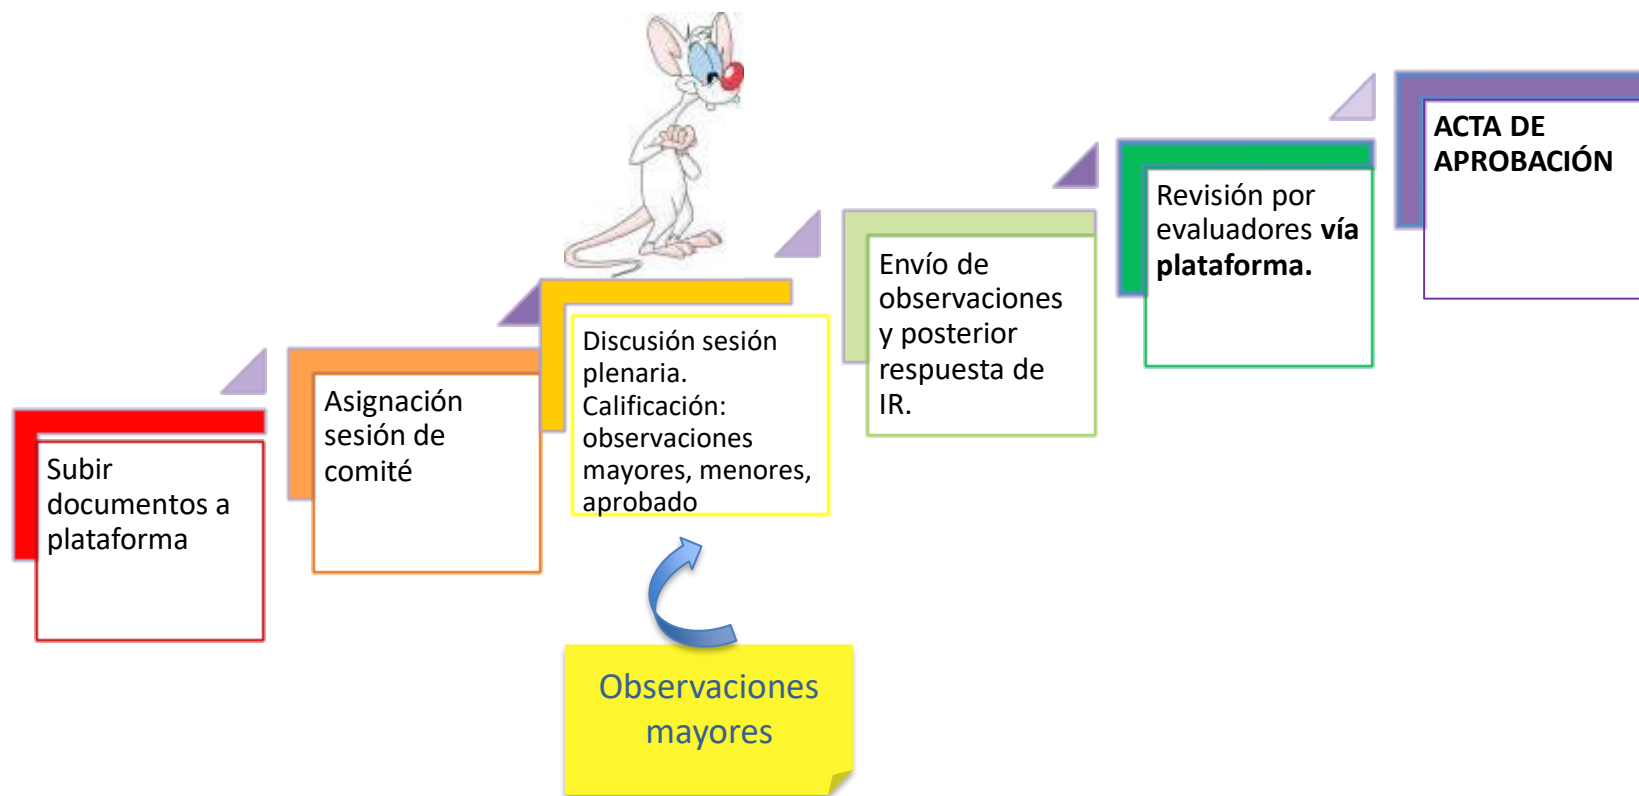 Subir
documentos a
plataforma
Asignación
sesión de
comité
Discusión sesión
plenaria.
Calificación:
observaciones
mayores, menores,
aprobado
Observaciones
mayores
Envío de
observaciones
y posterior
respuesta de
IR.
Revisión por
evaluadores vía
plataforma.
ACTA DE
APROBACIÓN